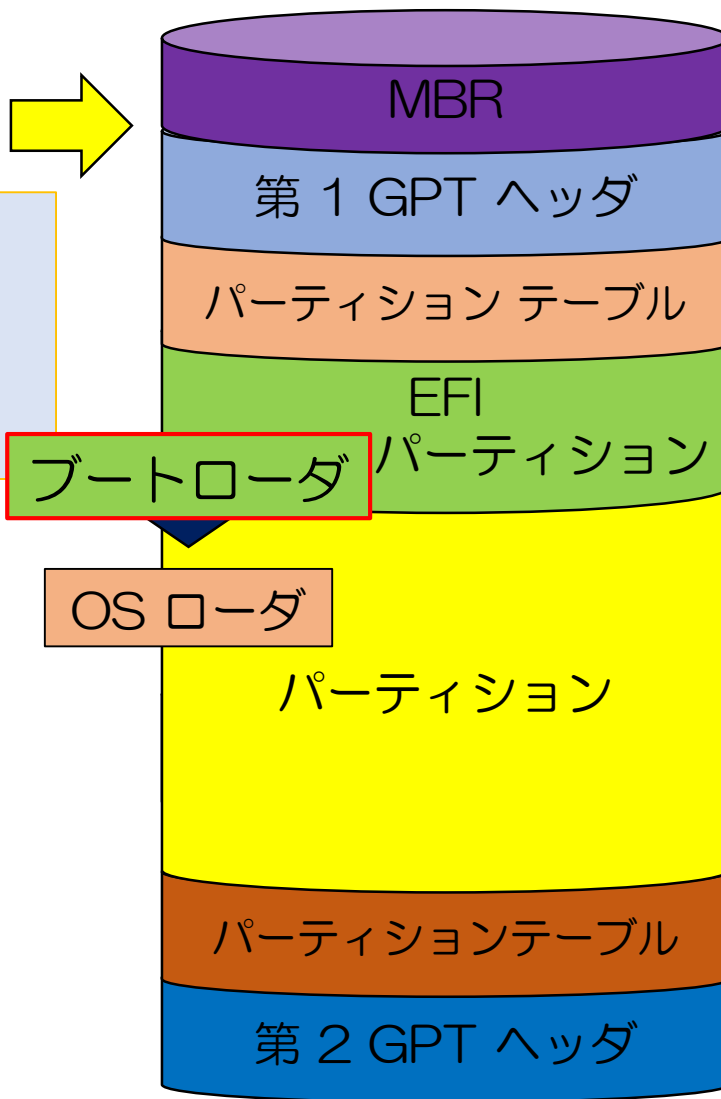 MBR
第 1 GPT ヘッダ
パーティション テーブル
EFI
パーティション
ブートローダ
OS ローダ
パーティション
パーティションテーブル
第 2 GPT ヘッダ